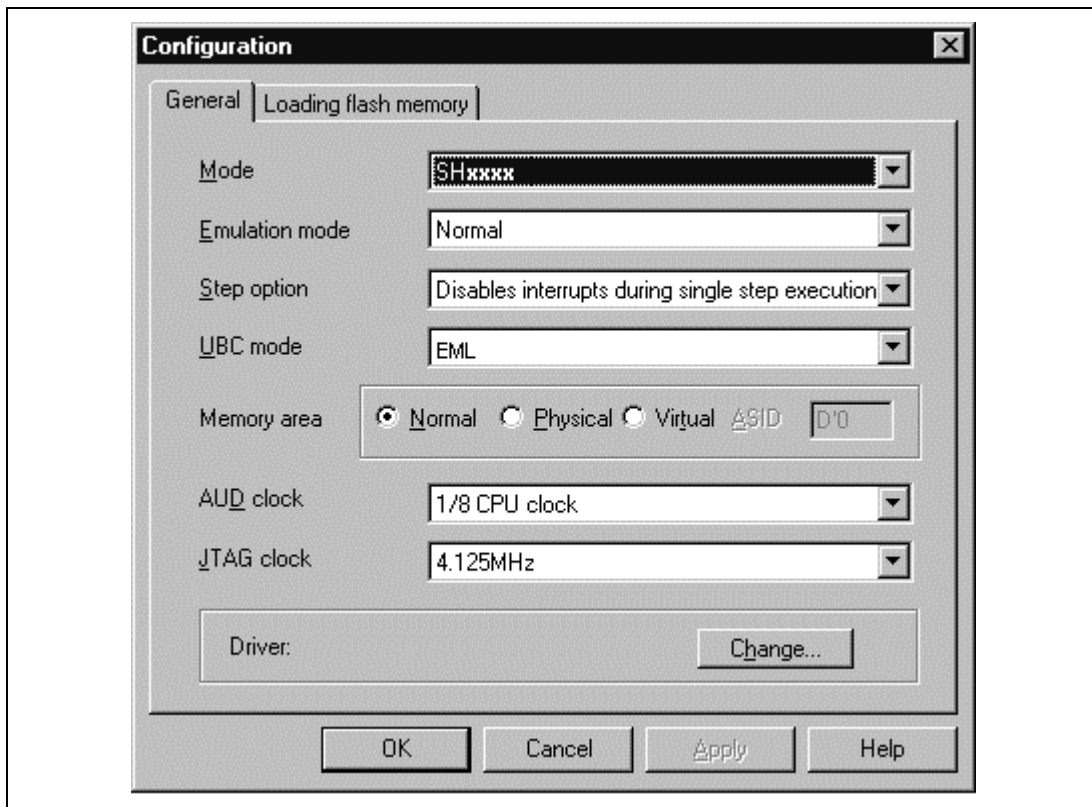 Configuration
General Loading flash memory
Mode SHxxxx
Emulation mode Normal
Step option Disables interrupts during single step execution
UBC mode EML
Memory area Normal Physical Virtual ASID D'0
AUD clock 1/8 CPU clock
JTAG clock 4.125MHz
Driver: Change...
OK Cancel Apply Help